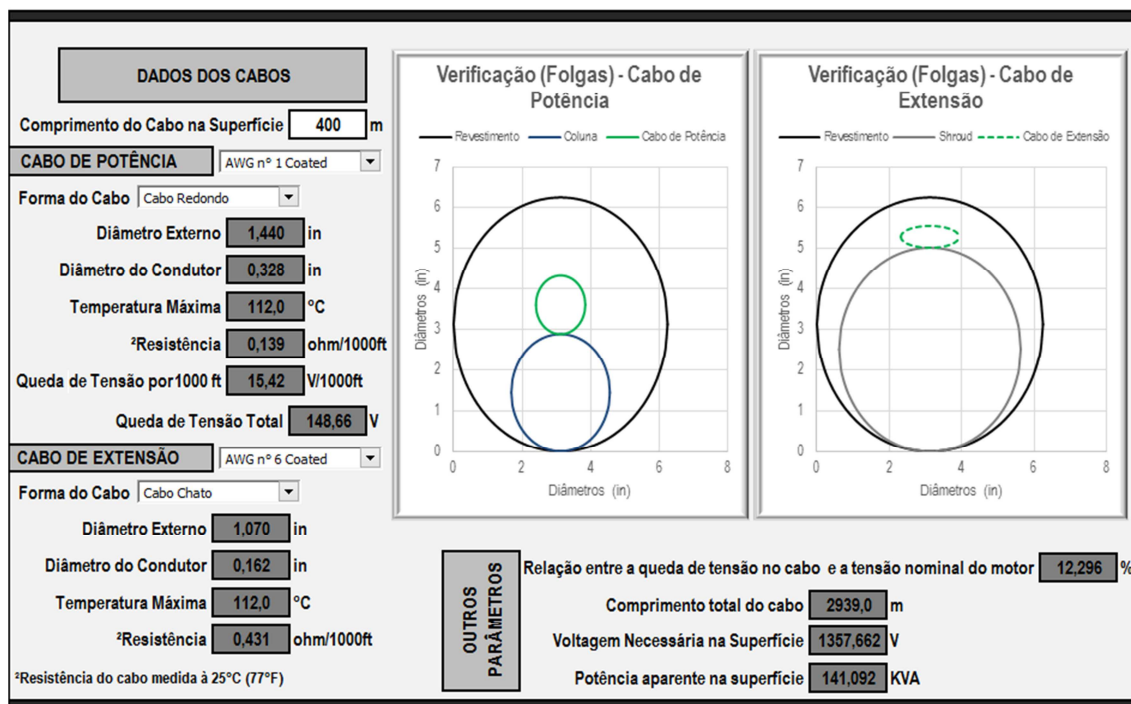 DADOS DOS CABOS
Comprimento do Cabo na Superfície 400 m
CABO DE POTÊNCIA AWG nº 1 Coated
Forma do Cabo Cabo Redondo
Diâmetro Externo 1,440 in
Diâmetro do Condutor 0,328 in
Temperatura Máxima 112,0 °C
²Resistência 0,139 ohm/1000ft
Queda de Tensão por1000 ft 15,42 V/1000ft
Queda de Tensão Total 148,66 V
CABO DE EXTENSÃO AWG nº 6 Coated
Forma do Cabo Cabo Chato
Diâmetro Externo 1,070 in
Diâmetro do Condutor 0,162 in
Temperatura Máxima 112,0 °C
²Resistência 0,431 ohm/1000ft
²Resistência do cabo medida à 25°C (77°F)
Verificação (Folgas) - Cabo de
Potência
Revestimento Coluna Cabo de Potência
Diâmetros (in)
7
6
5
4
3
2
1
0
0 2 4 6 8
Diâmetros (in)
Verificação (Folgas) - Cabo de
Extensão
Revestimento Shroud Cabo de Extensão
Diâmetros (in)
7
6
5
4
3
2
1
0
0 2 4 6 8
Diâmetros (in)
OUTROS
PARÂMETROS
Relação entre a queda de tensão no cabo e a tensão nominal do motor 12,296 %
Comprimento total do cabo 2939,0 m
Voltagem Necessária na Superfície 1357,662 V
Potência aparente na superfície 141,092 KVA